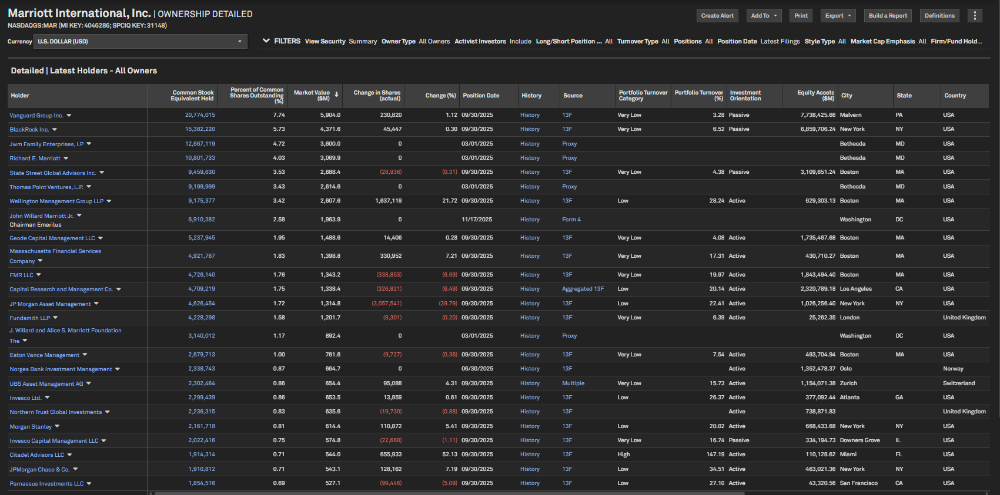 Marriott International, Inc. | OWNERSHIP DETAILED
NASDAQGS:MAR (MI KEY: 4046286; SPCIQ KEY: 31148)
Create Alert Add To Print Export Build a Report Definitions
Currency U.S. DOLLAR (USD) FILTERS View Security Summary Owner Type All Owners Activist Investors Include Long/Short Position ... All Turnover Type All Positions All Position Date Latest Filings Style Type All Market Cap Emphasis All Firm/Fund Hold...
Detailed | Latest Holders - All Owners
Holder Common Stock Equivalent Held Percent of Common Shares Outstanding (%) Market Value ($M) Change in Shares (actual) Change (%) Position Date History Source Portfolio Turnover Category Portfolio Turnover (%) Investment Orientation Equity Assets ($M) City State Country
Vanguard Group Inc. 20,774,015 7.74 5,904.0 230,820 1.12 09/30/2025 History 13F Very Low 3.28 Passive 7,738,425.66 Malvern PA USA
BlackRock Inc. 15,382,220 5.73 4,371.6 45,447 0.30 09/30/2025 History 13F Very Low 6.52 Passive 6,859,706.24 New York NY USA
Jwm Family Enterprises, LP 12,667,119 4.72 3,600.0 0 03/01/2025 History Proxy Bethesda MD USA
Richard E. Marriott 10,801,733 4.03 3,069.9 0 03/01/2025 History Proxy Bethesda MD USA
State Street Global Advisors Inc. 9,459,630 3.53 2,688.4 (28,936) (0.31) 09/30/2025 History 13F Very Low 4.38 Passive 3,109,651.24 Boston MA USA
Thomas Point Ventures, L.P. 9,199,999 3.43 2,614.6 0 03/01/2025 History Proxy Bethesda MD USA
Wellington Management Group LLP 9,175,377 3.42 2,607.6 1,637,119 21.72 09/30/2025 History 13F Low 28.24 Active 629,303.13 Boston MA USA
John Willard Marriott Jr. 6,910,382 2.58 1,963.9 0 11/17/2025 History Form 4 Washington DC USA
Chairman Emeritus
Geode Capital Management LLC 5,237,945 1.95 1,488.6 14,406 0.28 09/30/2025 History 13F Very Low 4.08 Active 1,735,467.68 Boston MA USA
Massachusetts Financial Services
Company 4,921,767 1.83 1,398.8 330,952 7.21 09/30/2025 History 13F Very Low 17.31 Active 430,710.27 Boston MA USA
FMR LLC 4,726,140 1.76 1,343.2 (338,853) (6.69) 09/30/2025 History 13F Very Low 19.97 Active 1,843,494.40 Boston MA USA
Capital Research and Management Co. 4,709,219 1.75 1,338.4 (326,821) (6.49) 09/30/2025 History Aggregated 13F Low 20.14 Active 2,320,789.18 Los Angeles CA USA
JP Morgan Asset Management 4,626,454 1.72 1,314.8 (3,057,541) (39.79) 09/30/2025 History 13F Low 22.41 Active 1,026,256.40 New York NY USA
Fundsmith LLP 4,228,298 1.58 1,201.7 (8,301) (0.20) 09/30/2025 History 13F Very Low 6.39 Active 25,262.35 London United Kingdom
J. Willard and Alice S. Marriott Foundation
The 3,140,012 1.17 892.4 0 03/01/2025 History Proxy Washington DC USA
Eaton Vance Management 2,679,713 1.00 761.6 (9,727) (0.36) 09/30/2025 History 13F Very Low 7.54 Active 493,704.94 Boston MA USA
Norges Bank Investment Management 2,338,743 0.87 664.7 0 06/30/2025 History 13F Active 1,352,478.37 Oslo Norway
UBS Asset Management AG 2,302,464 0.86 654.4 95,088 4.31 09/30/2025 History Multiple Very Low 15.73 Active 1,154,071.38 Zurich Switzerland
Invesco Ltd. 2,299,439 0.86 653.5 13,859 0.61 09/30/2025 History 13F Low 26.37 Active 377,092.44 Atlanta GA USA
Northern Trust Global Investments 2,236,315 0.83 635.6 (19,730) (0.88) 09/30/2025 History 13F Active 738,871.83 United Kingdom
Morgan Stanley 2,161,718 0.81 614.4 110,872 5.41 09/30/2025 History 13F Low 20.02 Active 668,433.68 New York NY USA
Invesco Capital Management LLC 2,022,416 0.75 574.8 (22,660) (1.11) 09/30/2025 History 13F Very Low 16.74 Passive 334,194.73 Downers Grove IL USA
Citadel Advisors LLC 1,914,314 0.71 544.0 655,933 52.13 09/30/2025 History 13F High 147.19 Active 110,128.62 Miami FL USA
JPMorgan Chase & Co. 1,910,812 0.71 543.1 128,162 7.19 09/30/2025 History 13F Low 34.51 Active 463,021.36 New York NY USA
Parnassus Investments LLC 1,854,516 0.69 527.1 (99,446) (5.09) 09/30/2025 History 13F Low 27.10 Active 43,320.56 San Francisco CA USA